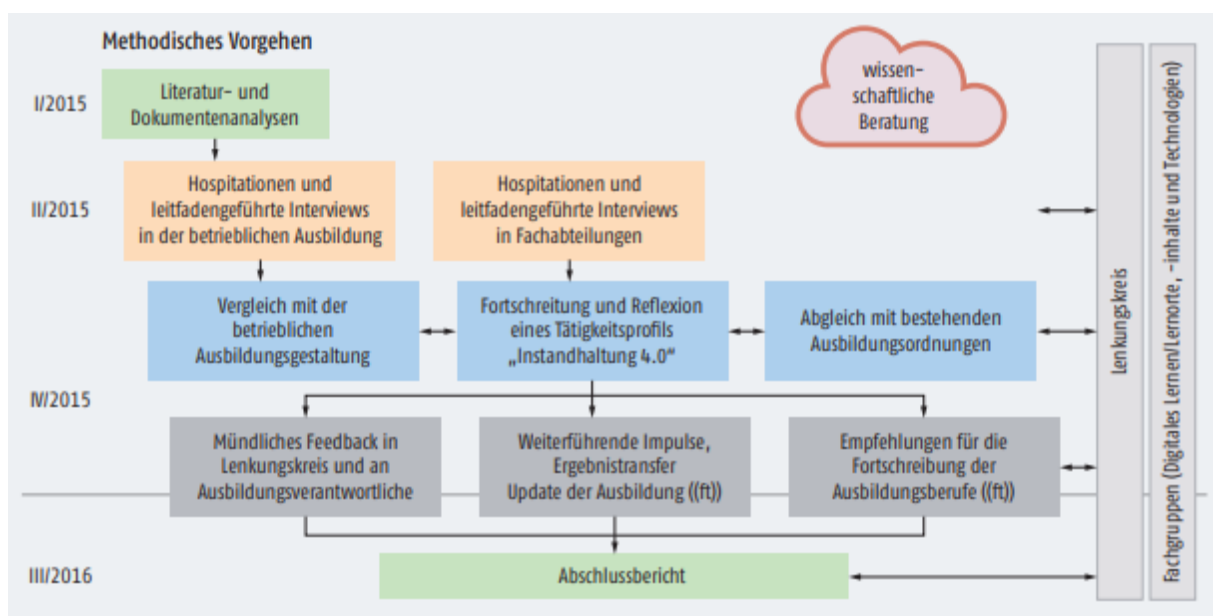 Methodisches Vorgehen
wissen-
schaftliche
Beratung
I/2015
Literatur- und
Dokumentenanalysen
II/2015
Hospitationen und
leitfadengeführte Interviews
in der betrieblichen Ausbildung
Hospitationen und
leitfadengeführte Interviews
in Fachabteilungen
Vergleich mit der
betrieblichen
Ausbildungsgestaltung
Fortschreitung und Reflexion
eines Tätigkeitsprofils
„Instandhaltung 4.0“
Abgleich mit bestehenden
Ausbildungsordnungen
IV/2015
Mündliches Feedback in
Lenkungskreis und an
Ausbildungsverantwortliche
Weiterführende Impulse,
Ergebnistransfer
Update der Ausbildung ((ft))
Empfehlungen für die
Fortschreibung der
Ausbildungsberufe ((ft))
III/2016
Abschlussbericht
Lenkungskreis
Fachgruppen (Digitales Lernen/Lernorte, -inhalte und Technologien)